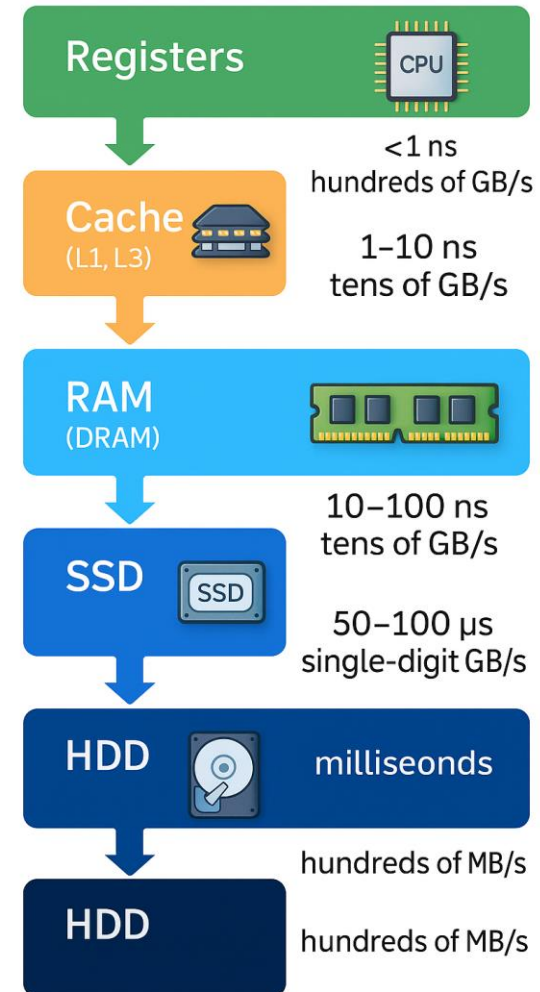 Registers
CPU
<1 ns
hundreds of GB/s
Cache
(L1, L3)
1–10 ns
tens of GB/s
RAM
(DRAM)
10–100 ns
tens of GB/s
SSD
SSD
50–100 µs
single-digit GB/s
HDD
milliseonds
hundreds of MB/s
HDD
hundreds of MB/s